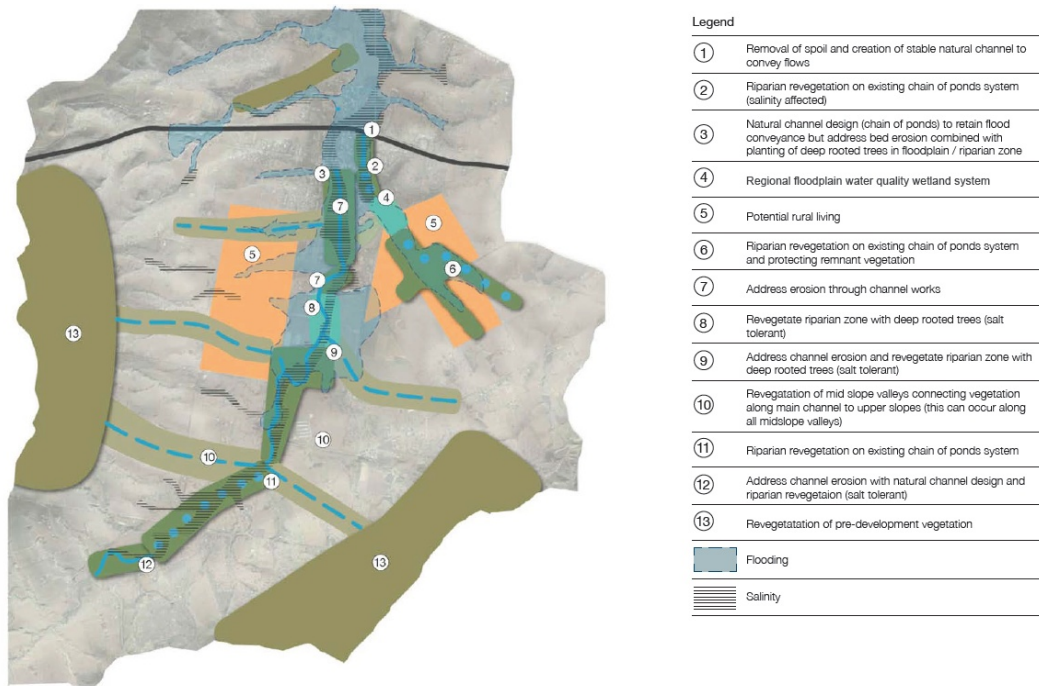 Legend
1 Removal of spoil and creation of stable natural channel to
convey flows
2 Riparian revegetation on existing chain of ponds system
(salinity affected)
3 Natural channel design (chain of ponds) to retain flood
conveyance but address bed erosion combined with
planting of deep rooted trees in floodplain / riparian zone
4 Regional floodplain water quality wetland system
5 Potential rural living
6 Riparian revegetation on existing chain of ponds system
and protecting remnant vegetation
7 Address erosion through channel works
8 Revegetate riparian zone with deep rooted trees (salt
tolerant)
9 Address channel erosion and revegetate riparian zone with
deep rooted trees (salt tolerant)
10 Revegatation of mid slope valleys connecting vegetation
along main channel to upper slopes (this can occur along
all midslope valleys)
11 Riparian revegetation on existing chain of ponds system
12 Address channel erosion with natural channel design and
riparian revegetaion (salt tolerant)
13 Revegetatation of pre-development vegetation
Flooding
Salinity
1
2
3
4
7
5
5
6
7
8
13
9
10
10
11
12
13